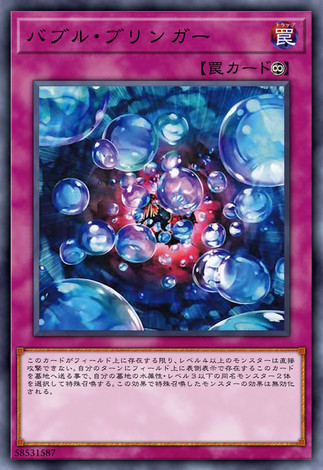 バブル・ブリンガー
トラップ
罠
【罠カード♾】
このカードがフィールド上に存在する限り、レベル4以上のモンスターは直接
攻撃できない。自分のターンにフィールド上に表側表示で存在するこのカード
を墓地へ送る事で、自分の墓地の水属性・レベル3以下の同名モンスター2体
を選択して特殊召喚する。この効果で特殊召喚したモンスターの効果は無効化
される。
58531587